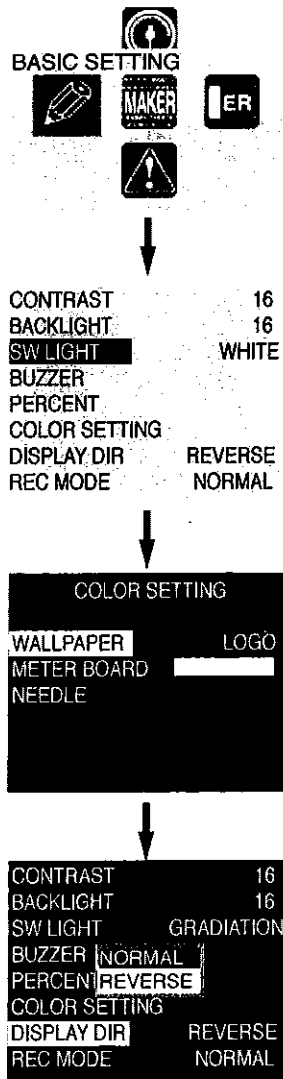 BASIC SETTING
MAKER
ER
CONTRAST 16
BACKLIGHT 16
SW LIGHT WHITE
BUZZER
PERCENT
COLOR SETTING
DISPLAY DIR REVERSE
REC MODE NORMAL
COLOR SETTING
WALLPAPER LOGO
METER BOARD
NEEDLE
CONTRAST 16
BACKLIGHT 16
SW LIGHT GRADIATION
BUZZER NORMAL
PERCENT REVERSE
COLOR SETTING
DISPLAY DIR REVERSE
REC MODE NORMAL